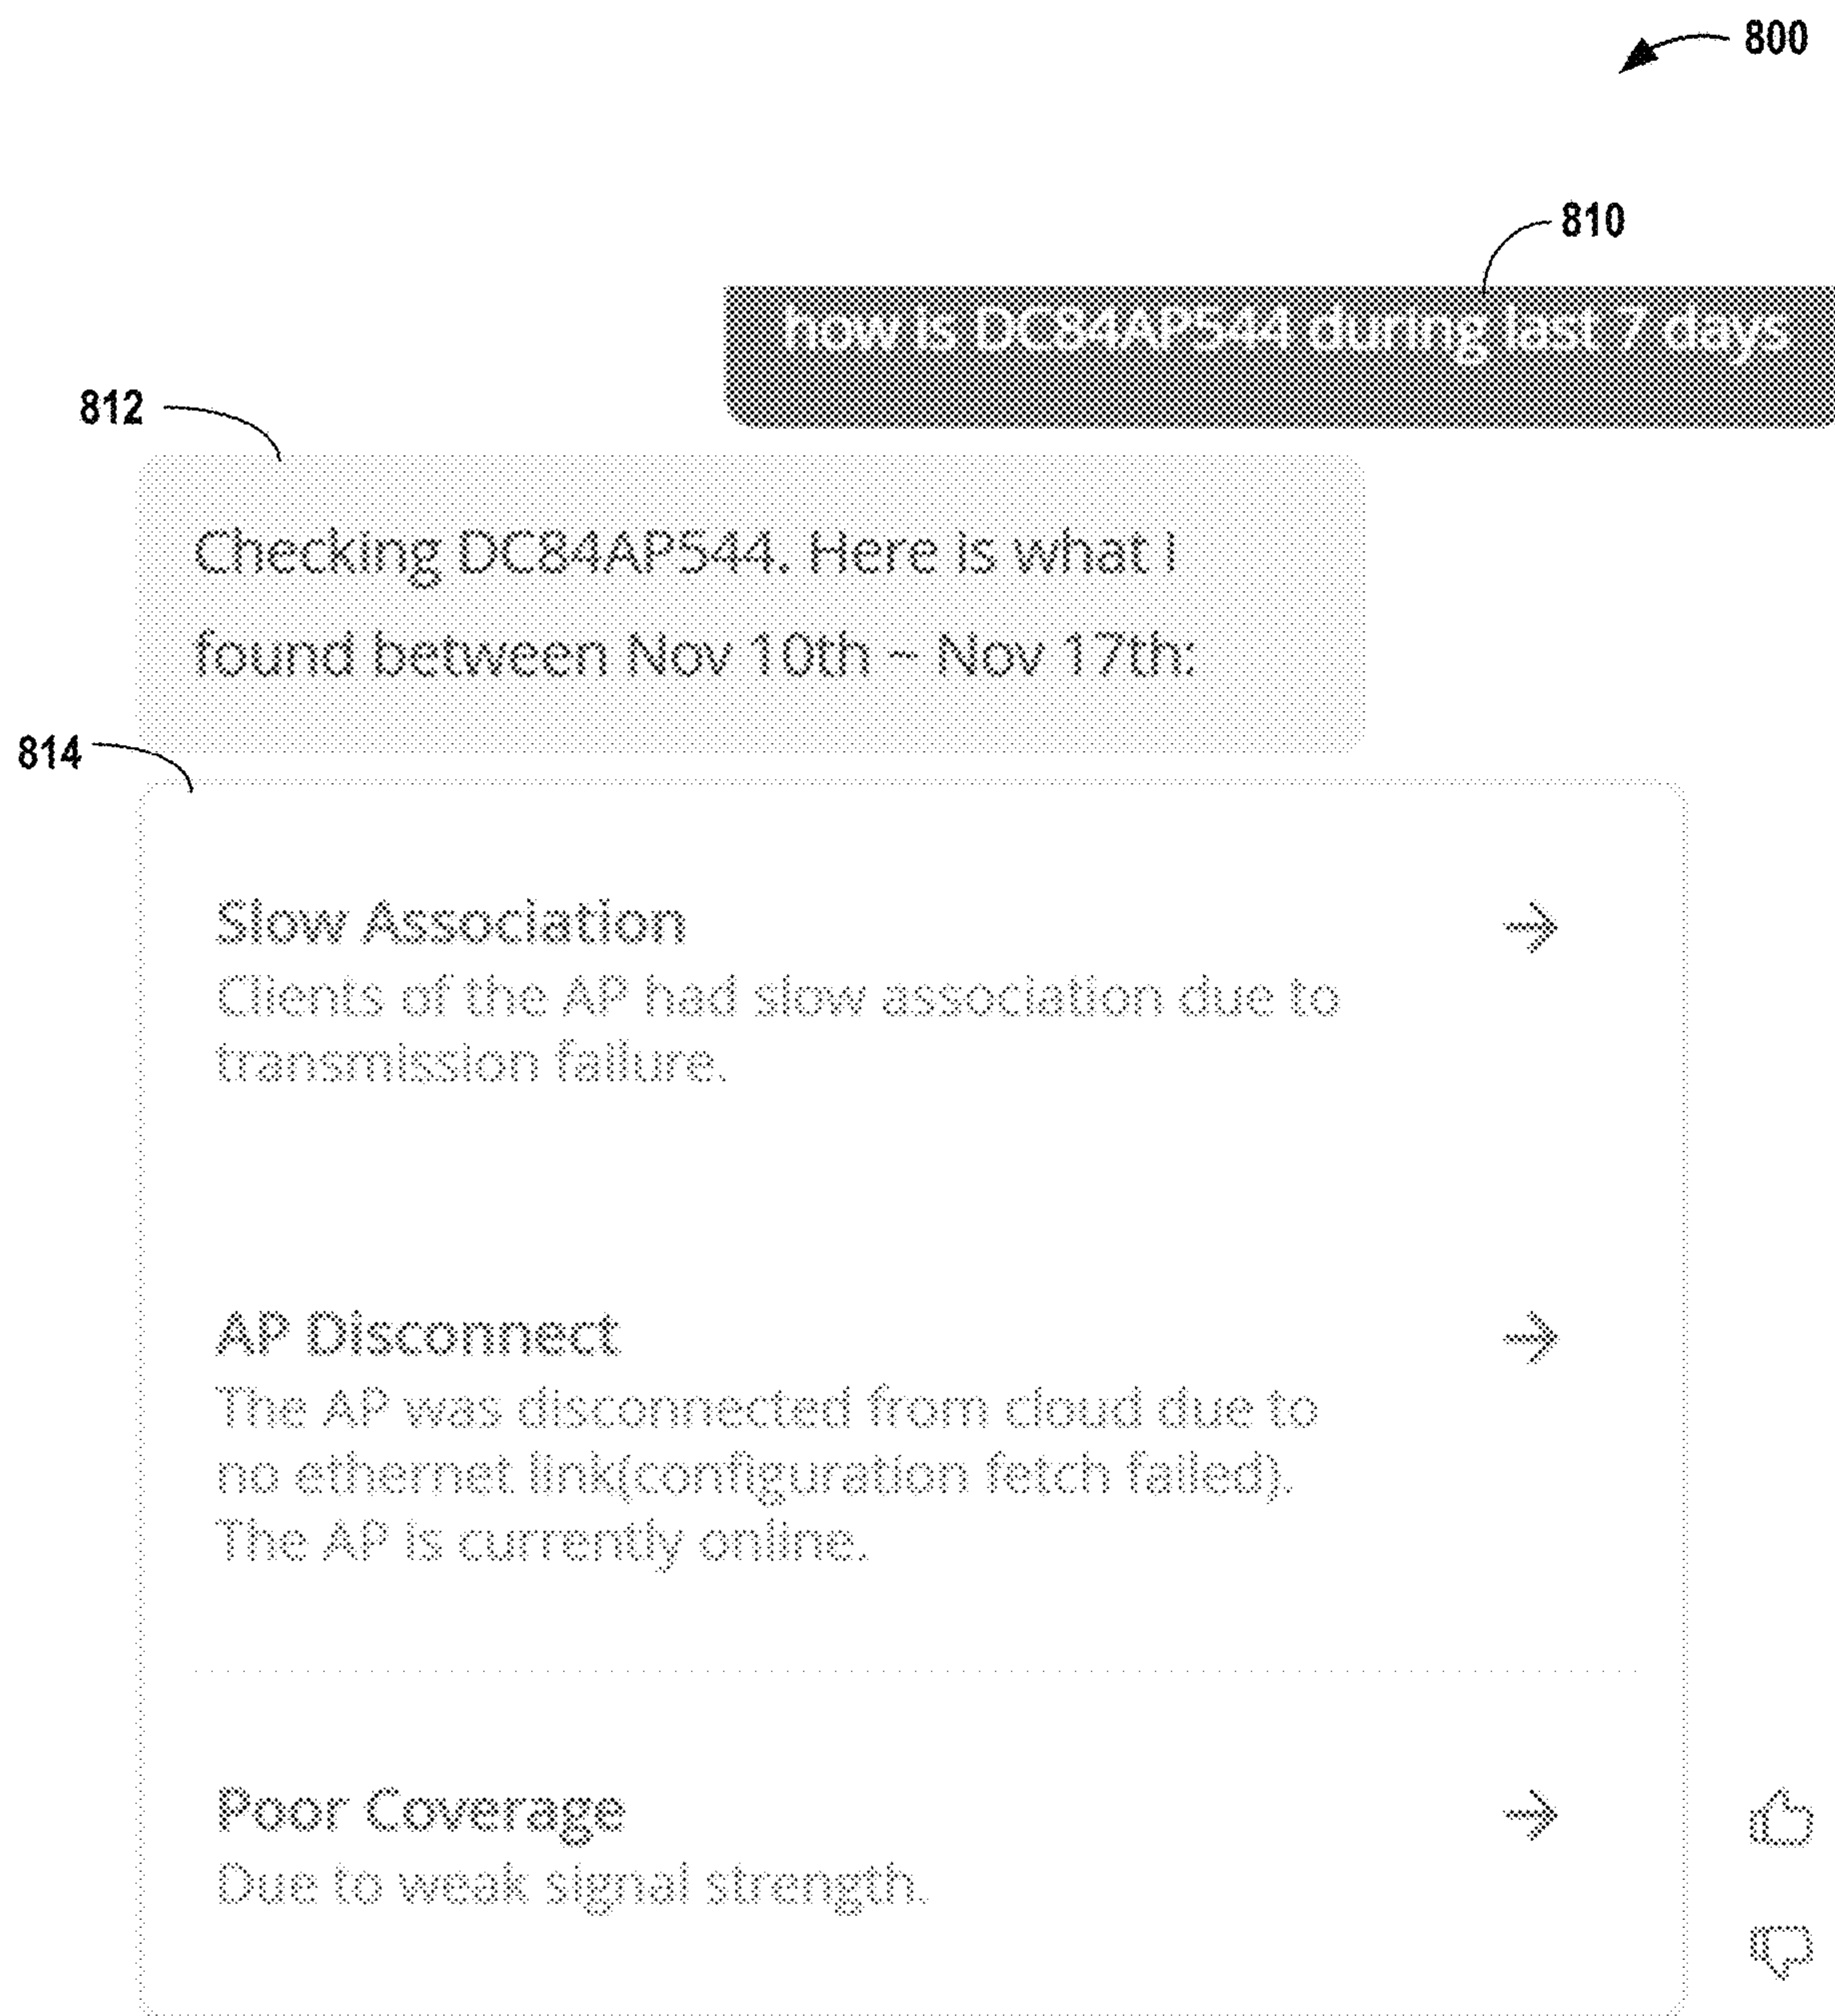 800
810
how is DC84AP544 during last 7 days
812
Checking DC84AP544. Here is what I
found between Nov 10th ~ Nov 17th:
814
Slow Association
Clients of the AP had slow association due to
transmission failure.
AP Disconnect
The AP was disconnected from cloud due to
no ethernet link(configuration fetch failed).
The AP is currently online.
Poor Coverage
Due to weak signal strength.